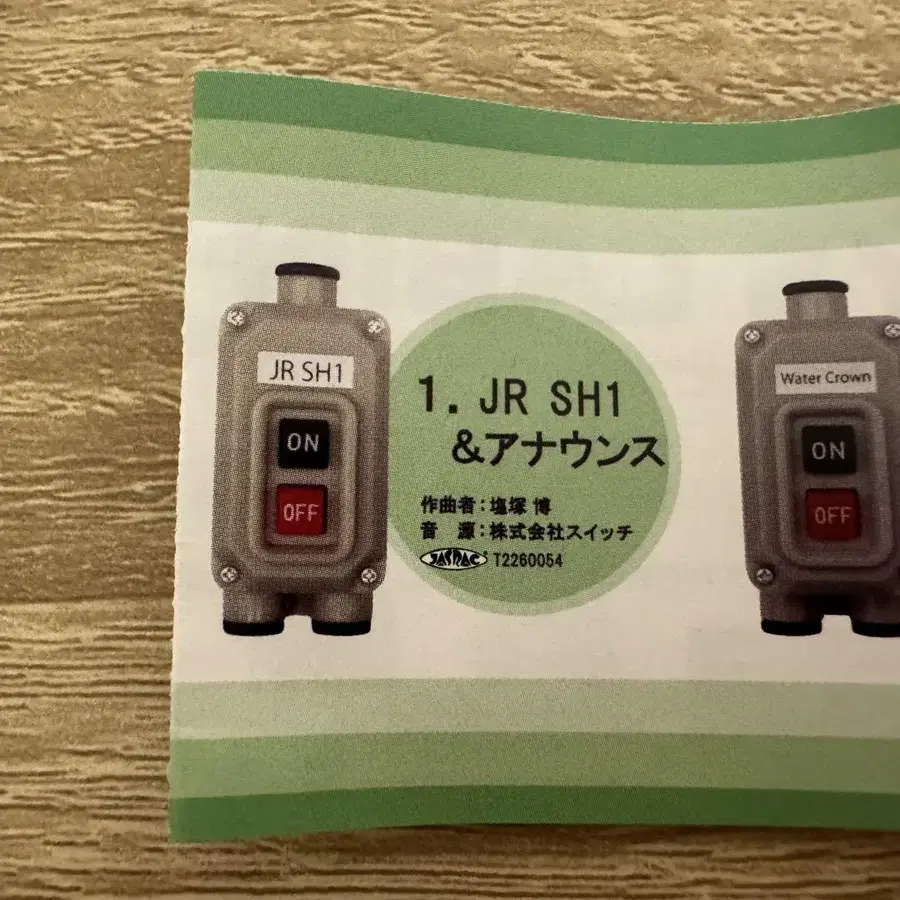 JR SH1
ON
OFF
1. JR SH1
&アナウンス
作曲者：塩塚 博
音 源：株式会社スイッチ
JASRAC T2260054
Water Crown
ON
OFF